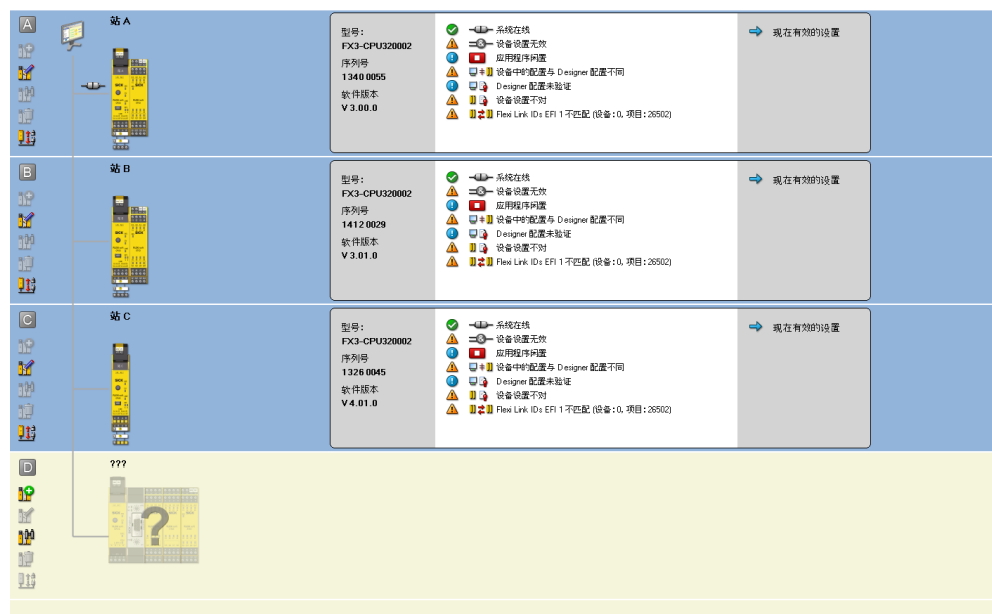 A
站 A
型号:
FX3-CPU320002
序列号
1340 0055
软件版本
V 3.00.0
系统在线
设备设置无效
应用程序闲置
设备中的配置与 Designer 配置不同
Designer 配置未验证
设备设置不对
Flexi Link IDs EFI 1 不匹配 (设备: 0, 项目: 26502)
现在有效的设置
B
站 B
型号:
FX3-CPU320002
序列号
1412 0029
软件版本
V 3.01.0
系统在线
设备设置无效
应用程序闲置
设备中的配置与 Designer 配置不同
Designer 配置未验证
设备设置不对
Flexi Link IDs EFI 1 不匹配 (设备: 0, 项目: 26502)
现在有效的设置
C
站 C
型号:
FX3-CPU320002
序列号
1326 0045
软件版本
V 4.01.0
系统在线
设备设置无效
应用程序闲置
设备中的配置与 Designer 配置不同
Designer 配置未验证
设备设置不对
Flexi Link IDs EFI 1 不匹配 (设备: 0, 项目: 26502)
现在有效的设置
D
???
?